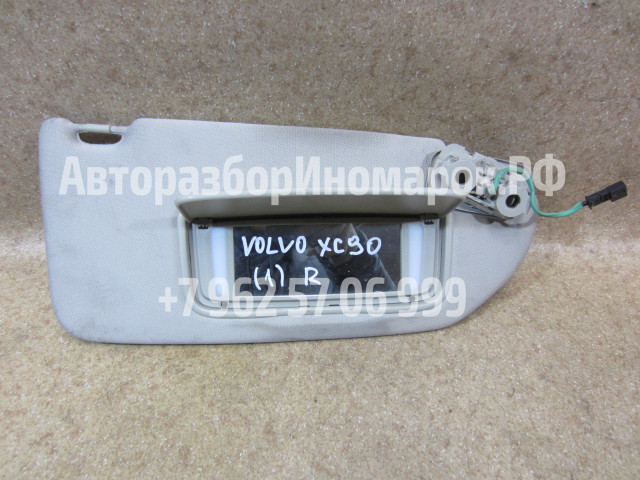 АвторазборИномарок.РФ
VOLVO XC90
(1) R
+7 962 57 06 999